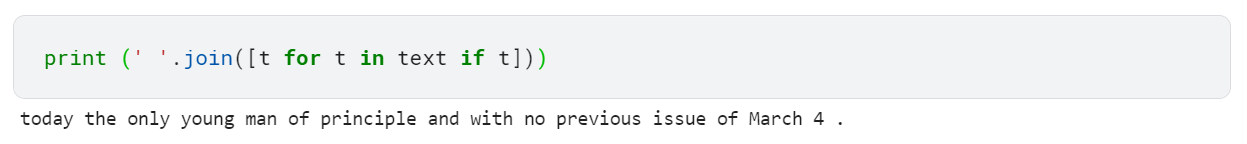 print (' '.join([t for t in text if t]))
today the only young man of principle and with no previous issue of March 4 .